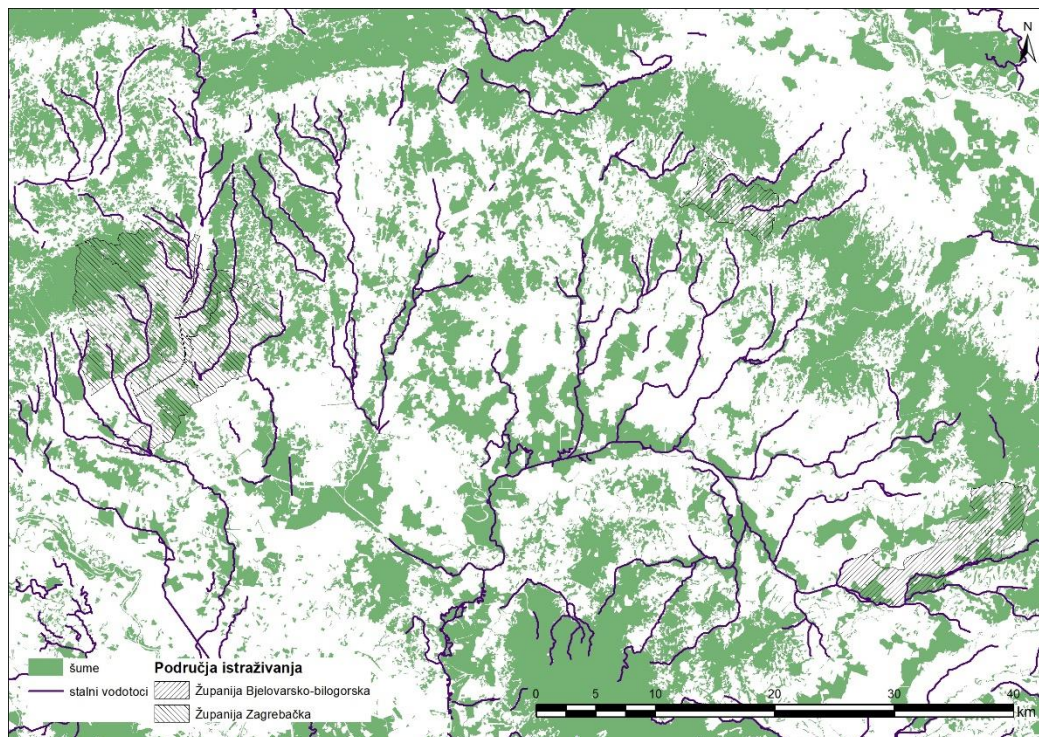 N
šume
stalni vodotoci
Područja istraživanja
Županija Bjelovarsko-bilogorska
Županija Zagrebačka
0 5 10 20 30 40
km